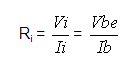 Ri = Vi/Ii = Vbe/Ib